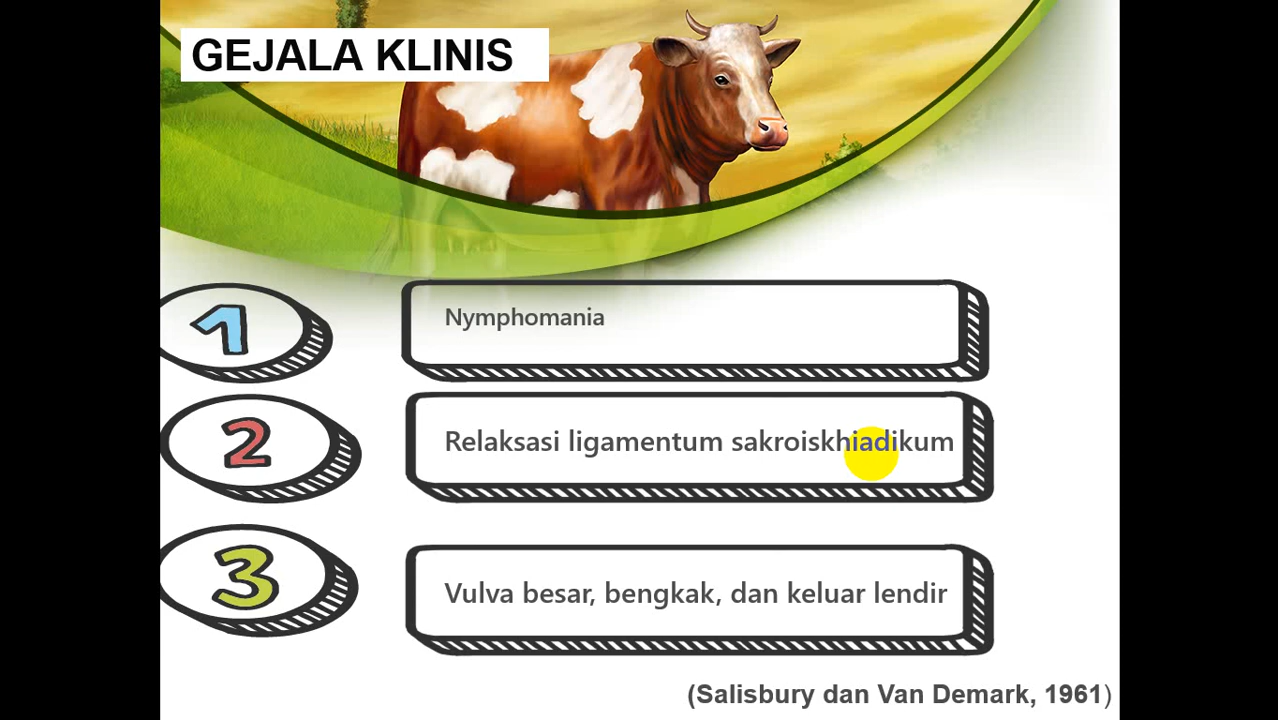 GEJALA KLINIS
1
Nymphomania
2
Relaksasi ligamentum sakroiskhiadikum
3
Vulva besar, bengkak, dan keluar lendir
(Salisbury dan Van Demark, 1961)